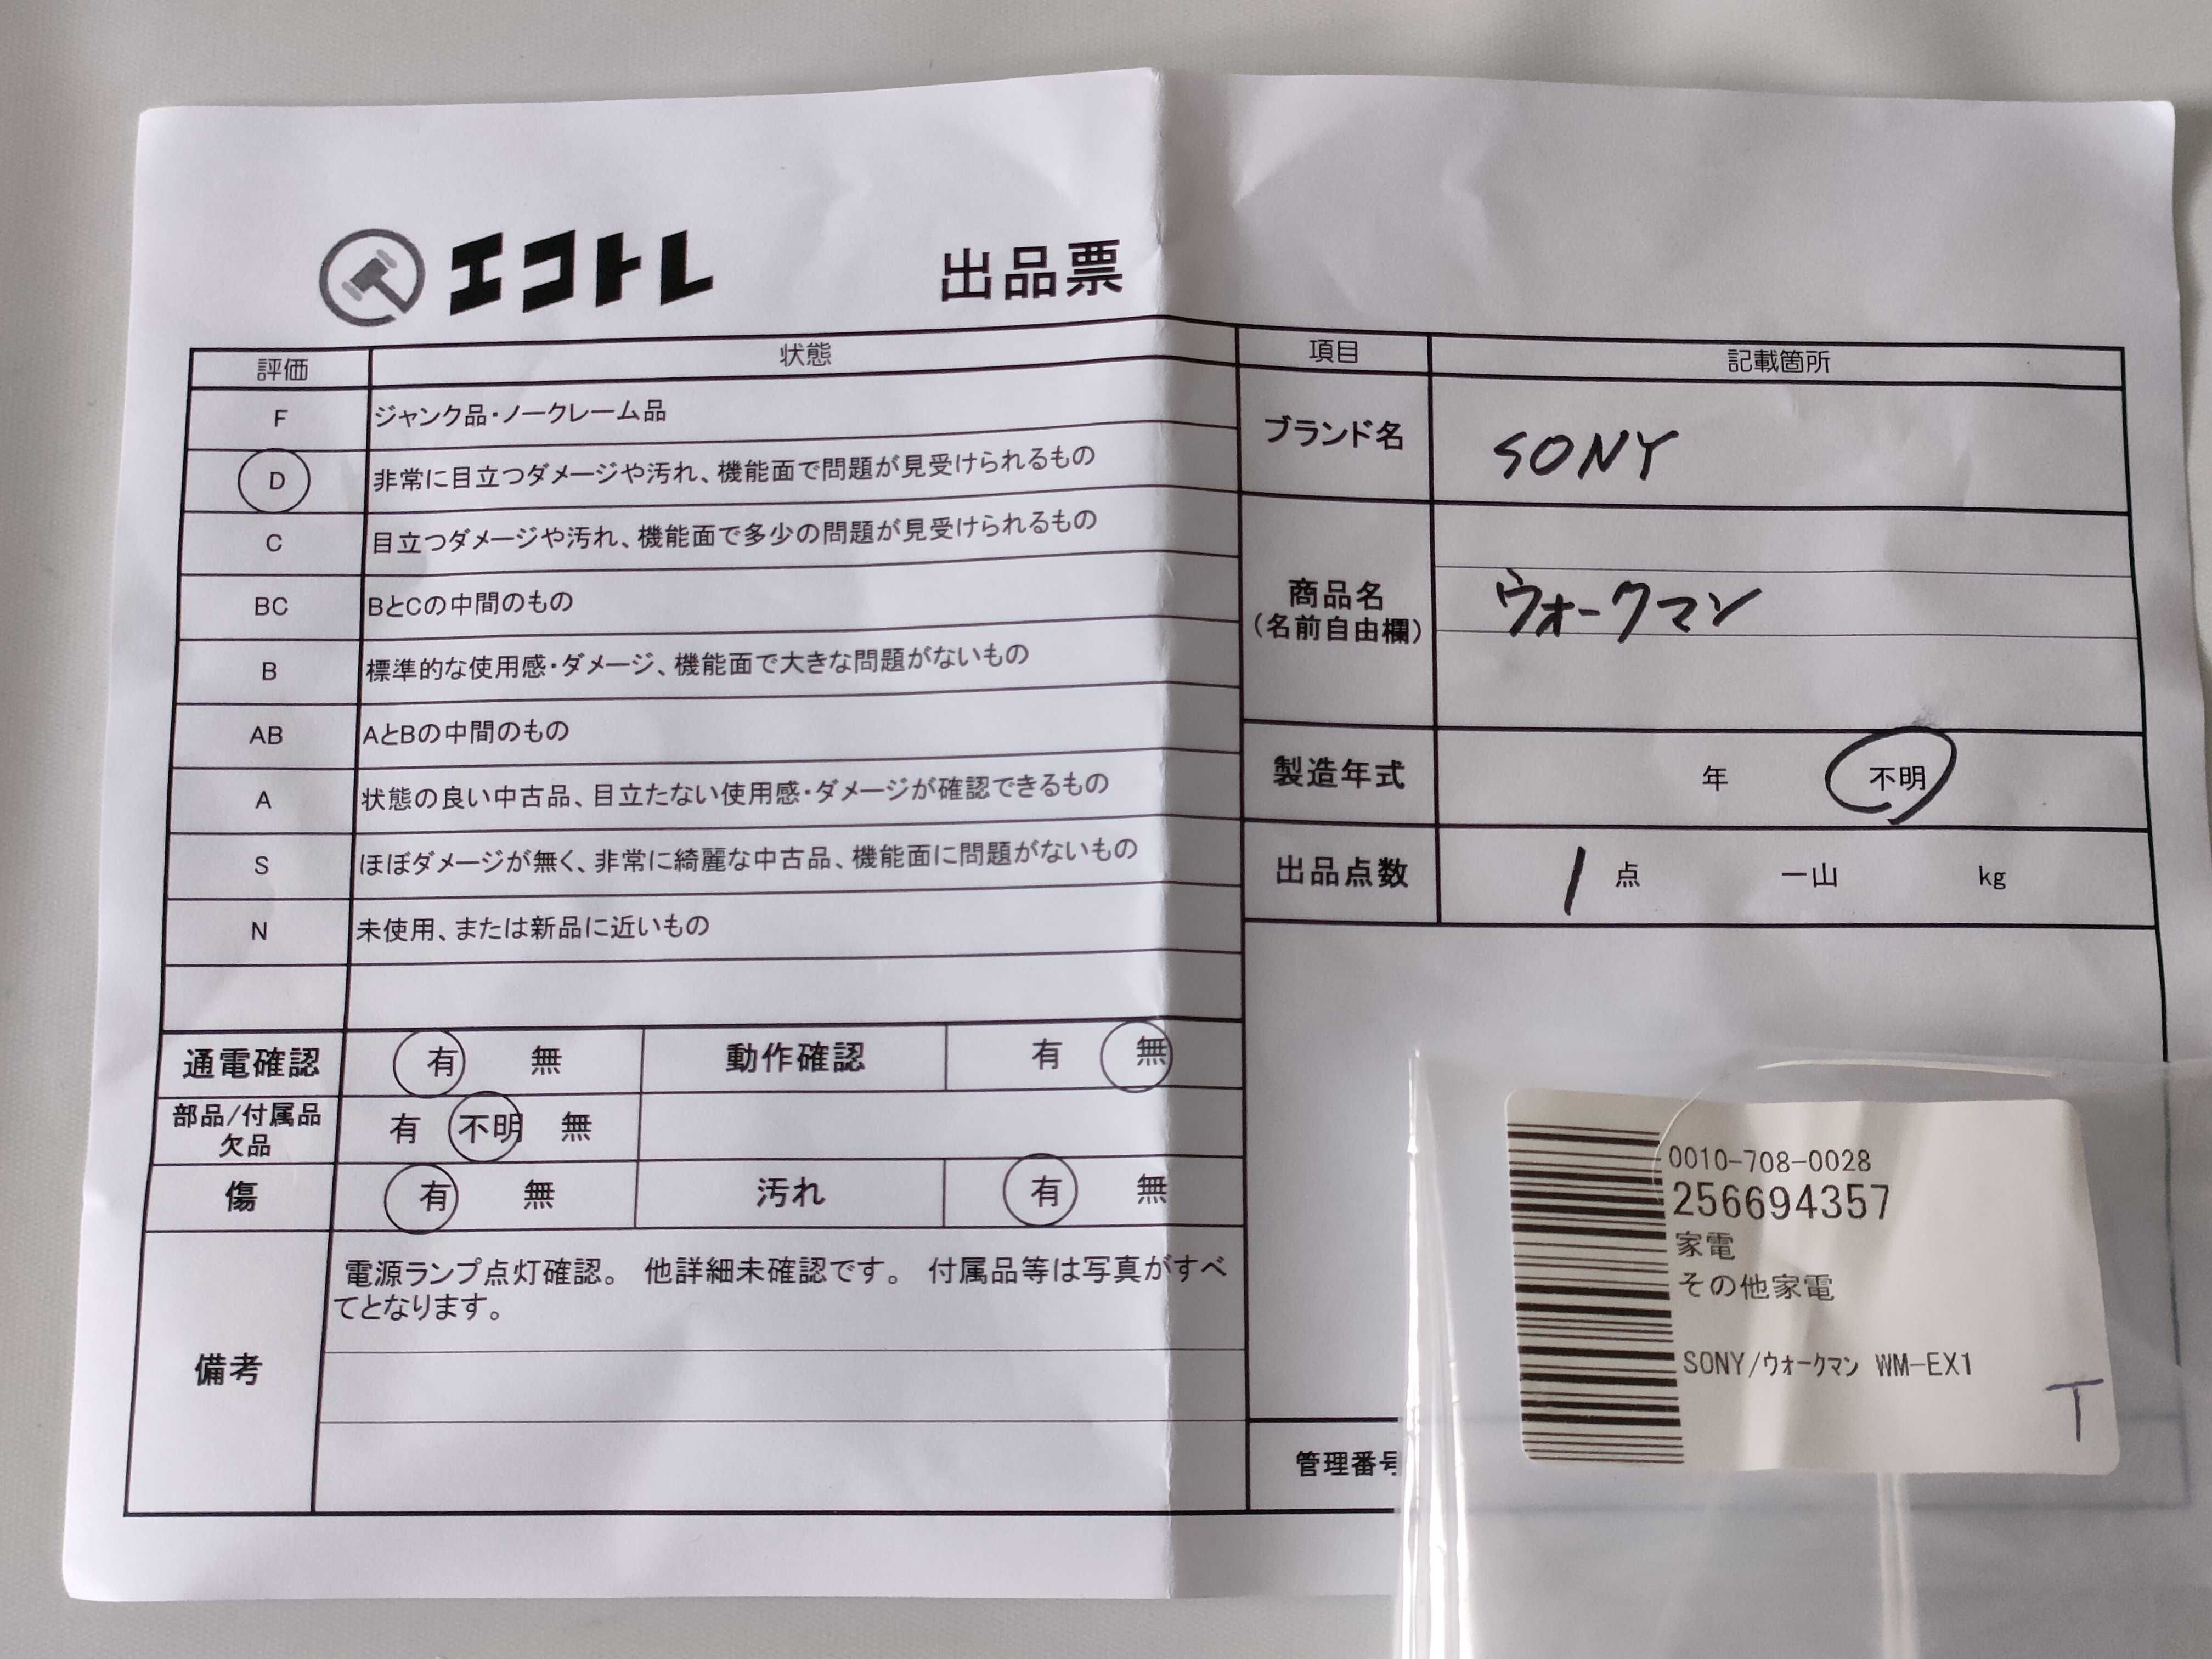 エコトレ 出品票
評価 状態
F ジャンク品・ノークレーム品
D 非常に目立つダメージや汚れ、機能面で問題が見受けられるもの
C 目立つダメージや汚れ、機能面で多少の問題が見受けられるもの
BC BとCの中間のもの
B 標準的な使用感・ダメージ、機能面で大きな問題がないもの
AB AとBの中間のもの
A 状態の良い中古品、目立たない使用感・ダメージが確認できるもの
S ほぼダメージが無く、非常に綺麗な中古品、機能面に問題がないもの
N 未使用、または新品に近いもの
通電確認 有 無 動作確認 有 無
部品/付属品
欠品
有 不明 無
傷 有 無 汚れ 有 無
備考
電源ランプ点灯確認。 他詳細未確認です。 付属品等は写真がすべ
てとなります。
項目 記載箇所
ブランド名 SONY
商品名
(名前自由欄)
ウォークマン
製造年式 年 不明
出品点数 1 点 一山 kg
管理番号
0010-708-0028
256694357
家電
その他家電
SONY/ウォークマン WM-EX1
T